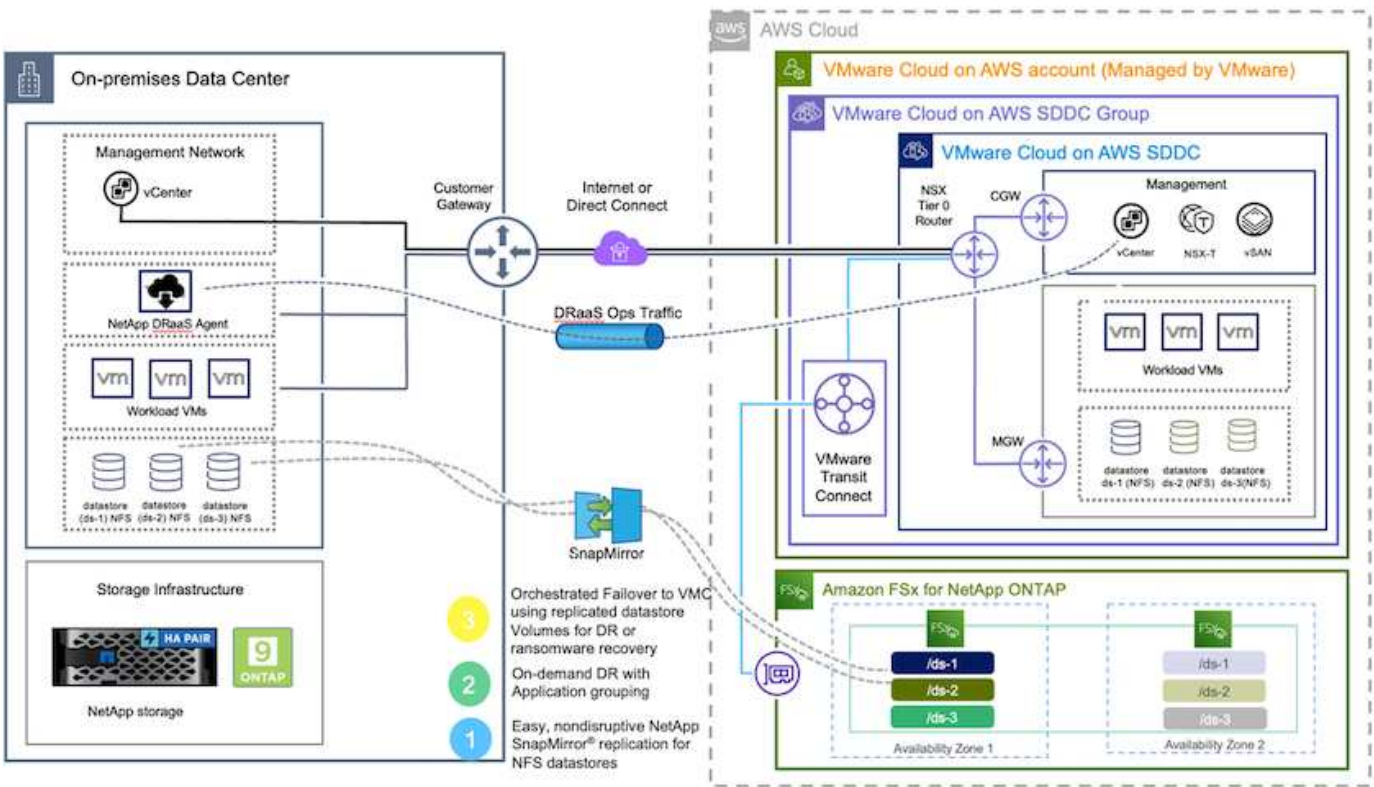 aws
AWS Cloud
On-premises Data Center
Management Network
vCenter
NetApp DRaaS Agent
vm
vm
vm
Workload VMs
datastore
(ds-1) NFS
datastore
(ds-2) NFS
datastore
(ds-3) NFS
Storage Infrastructure
HA PAIR
9
ONTAP
NetApp storage
Customer
Gateway
Internet or
Direct Connect
DRaaS Ops Traffic
SnapMirror
3
Orchestrated Failover to VMC
using replicated datastore
Volumes for DR or
ransomware recovery
2
On-demand DR with
Application grouping
1
Easy, nondisruptive NetApp
SnapMirror® replication for
NFS datastores
VMware Cloud on AWS account (Managed by VMware)
VMware Cloud on AWS SDDC Group
VMware Cloud on AWS SDDC
NSX
Tier 0
Router
CGW
Management
vCenter
NSX-T
vSAN
vm
vm
vm
Workload VMs
MGW
datastore
ds-1 (NFS)
datastore
ds-2 (NFS)
datastore
ds-3(NFS)
VMware
Transit
Connect
FSx
Amazon FSx for NetApp ONTAP
FSx
/ds-1
/ds-2
/ds-3
Availability Zone 1
FSx
/ds-1
/ds-2
/ds-3
Availability Zone 2